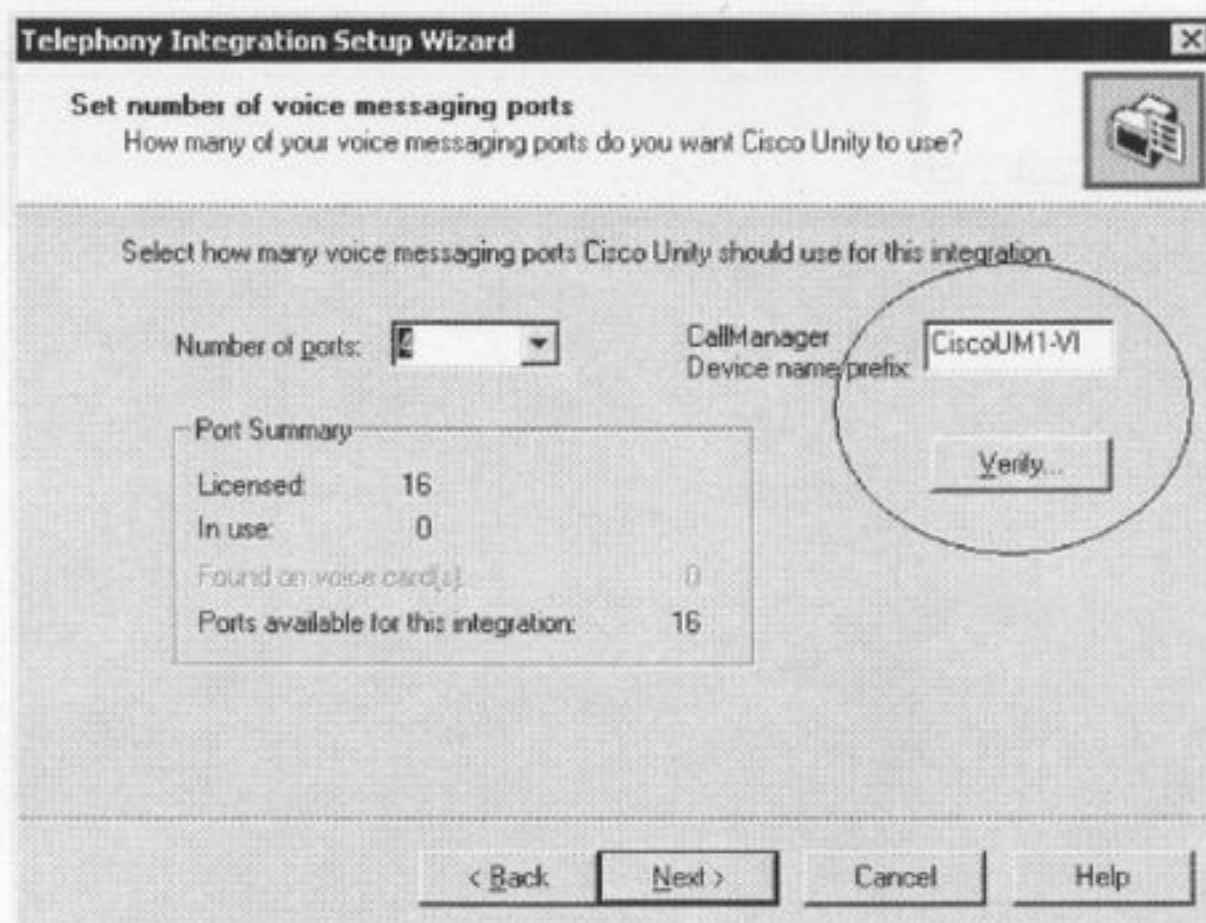 Telephony Integration Setup Wizard
Set number of voice messaging ports
How many of your voice messaging ports do you want Cisco Unity to use?
Select how many voice messaging ports Cisco Unity should use for this integration.
Number of ports: 4
CallManager
Device name prefix: CiscoUM1-VI
Verify...
Port Summary
Licensed: 16
In use: 0
Found on voice card(s): 0
Ports available for this integration: 16
< Back
Next >
Cancel
Help